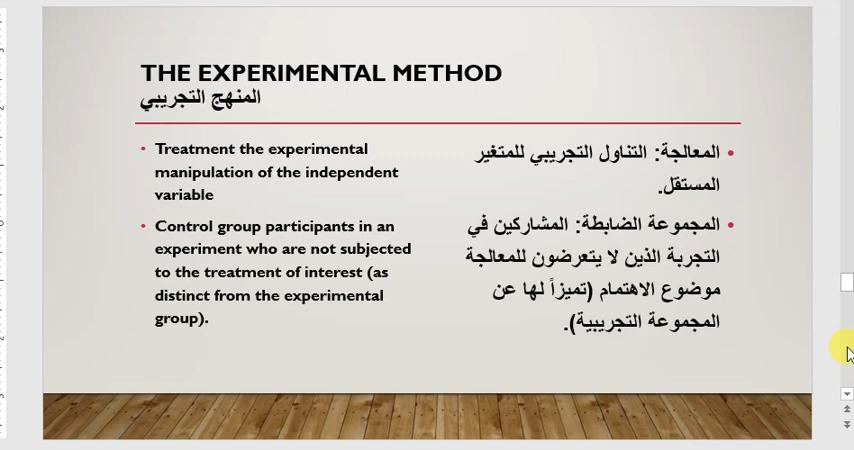 THE EXPERIMENTAL METHOD
المنهج التجريبي
• Treatment the experimental
manipulation of the independent
variable
• Control group participants in an
experiment who are not subjected
to the treatment of interest (as
distinct from the experimental
group).
• المعالجة: التناول التجريبي للمتغير
المستقل.
• المجموعة الضابطة: المشاركين في
التجربة الذين لا يتعرضون للمعالجة
موضوع الاهتمام (تميزاً لها عن
المجموعة التجريبية).